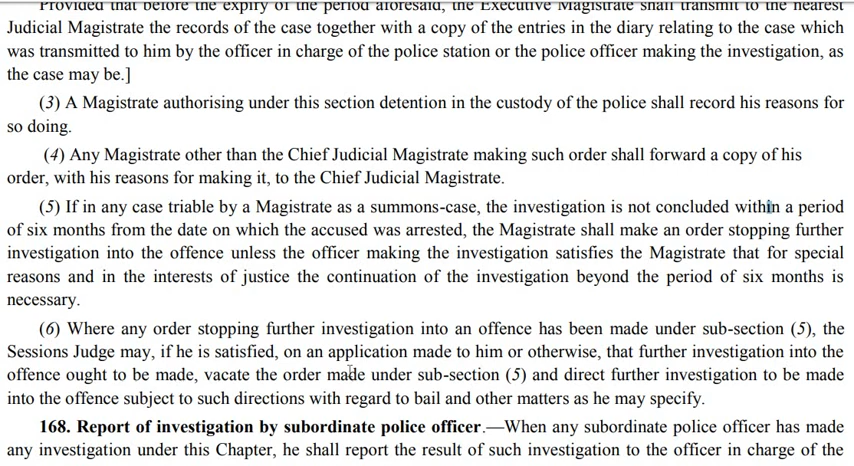 Provided that before the expiry of the period aforesaid, the Executive Magistrate shall transmit to the nearest
Judicial Magistrate the records of the case together with a copy of the entries in the diary relating to the case which
was transmitted to him by the officer in charge of the police station or the police officer making the investigation, as
the case may be.]
(3) A Magistrate authorising under this section detention in the custody of the police shall record his reasons for
so doing.
(4) Any Magistrate other than the Chief Judicial Magistrate making such order shall forward a copy of his
order, with his reasons for making it, to the Chief Judicial Magistrate.
(5) If in any case triable by a Magistrate as a summons-case, the investigation is not concluded within a period
of six months from the date on which the accused was arrested, the Magistrate shall make an order stopping further
investigation into the offence unless the officer making the investigation satisfies the Magistrate that for special
reasons and in the interests of justice the continuation of the investigation beyond the period of six months is
necessary.
(6) Where any order stopping further investigation into an offence has been made under sub-section (5), the
Sessions Judge may, if he is satisfied, on an application made to him or otherwise, that further investigation into the
offence ought to be made, vacate the order made under sub-section (5) and direct further investigation to be made
into the offence subject to such directions with regard to bail and other matters as he may specify.
168. Report of investigation by subordinate police officer.—When any subordinate police officer has made
any investigation under this Chapter, he shall report the result of such investigation to the officer in charge of the